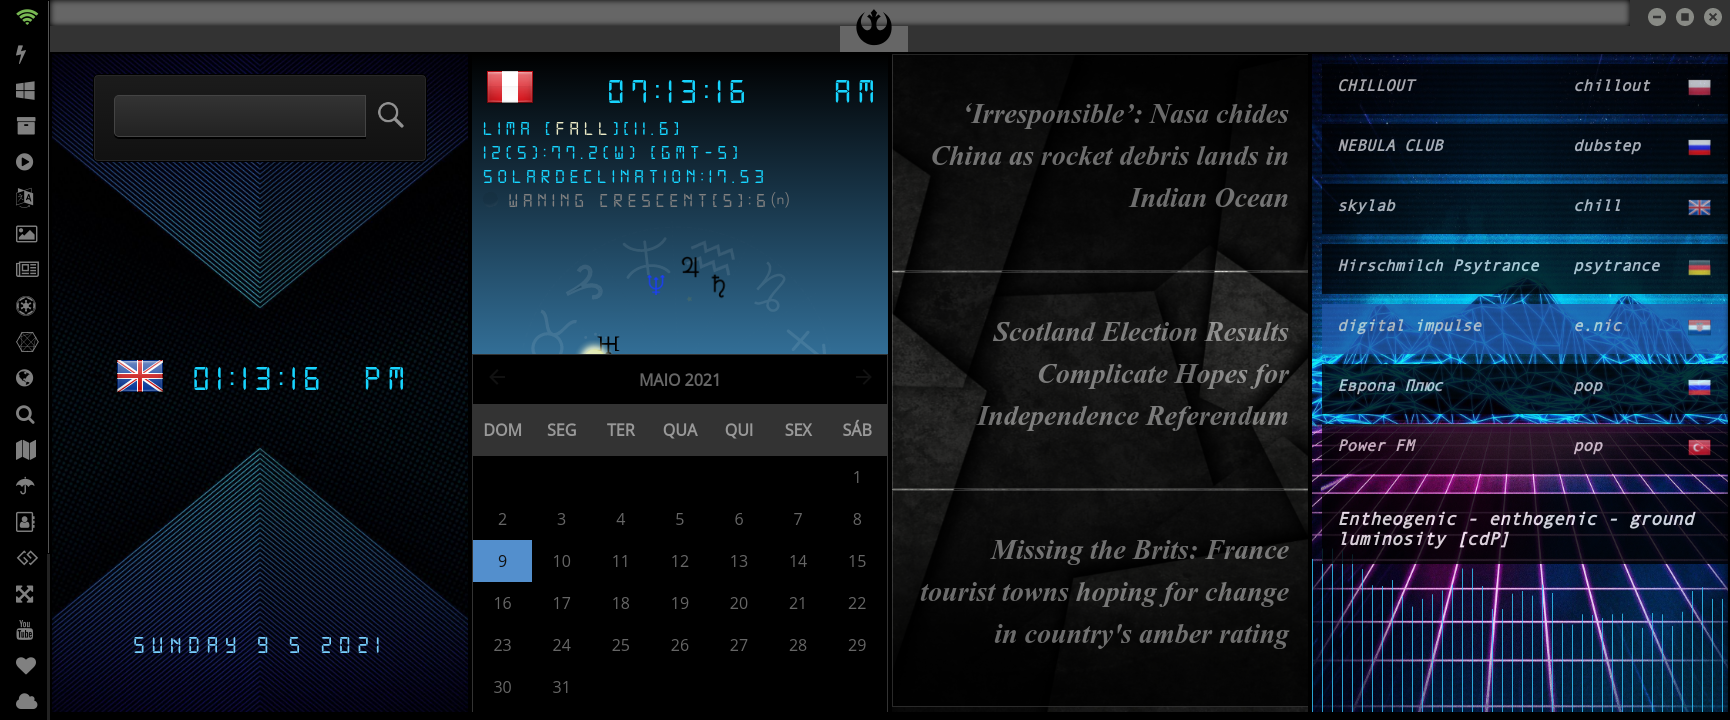 01:13:16 PM
SUNDAY 9 5 2021
07:13:16 AM
LIMA [FALL][11.6]
12(S):77.2(W) [GMT-5]
SOLARDECLINATION:17.53
WANING CRESCENT[5]:6(n)
MAIO 2021
DOM SEG TER QUA QUI SEX SÁB
1
2 3 4 5 6 7 8
9 10 11 12 13 14 15
16 17 18 19 20 21 22
23 24 25 26 27 28 29
30 31
‘Irresponsible’: Nasa chides
China as rocket debris lands in
Indian Ocean
Scotland Election Results
Complicate Hopes for
Independence Referendum
Missing the Brits: France
tourist towns hoping for change
in country's amber rating
CHILLOUT chillout
NEBULA CLUB dubstep
skylab chill
Hirschmilch Psytrance psytrance
digital impulse e.nic
Европа Плюс pop
Power FM pop
Entheogenic - enthogenic - ground
luminosity [cdP]
You
Tube